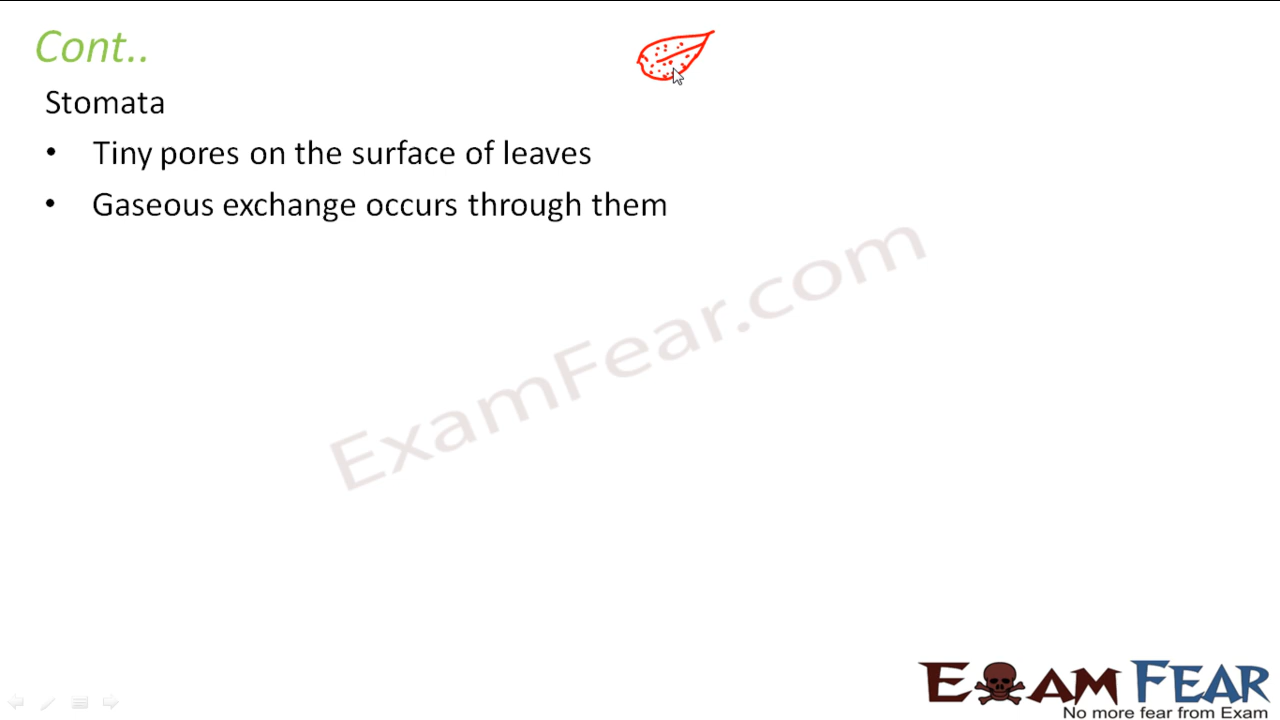 Cont..
Stomata
• Tiny pores on the surface of leaves
• Gaseous exchange occurs through them
ExamFear.com
EXAM FEAR
No more fear from Exam